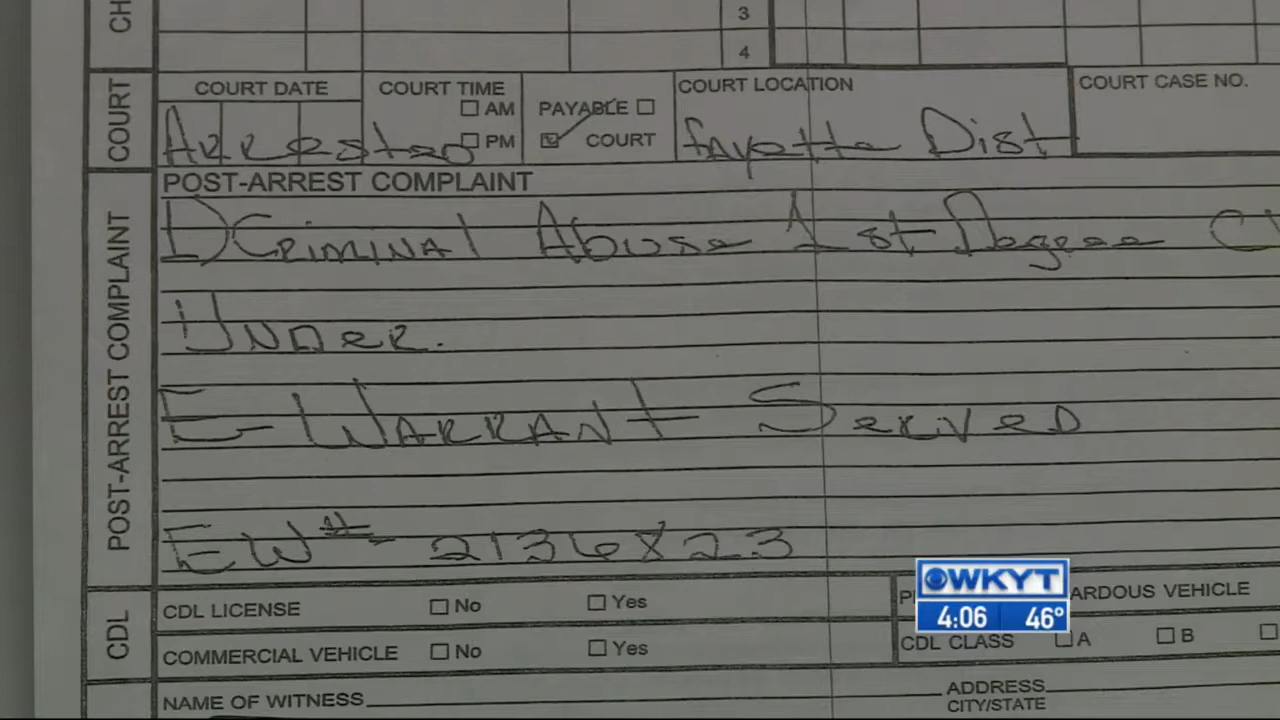 CH
3
4
COURT
COURT DATE
Arrested
COURT TIME
AM
PM
PAYABLE
COURT
COURT LOCATION
Fayette Dist
COURT CASE NO.
POST-ARREST COMPLAINT
POST-ARREST COMPLAINT
1) Criminal Abuse 1st Degree
Under.
E-Warrant Served
EW#- 2136823
CDL
CDL LICENSE No Yes
COMMERCIAL VEHICLE No Yes
ARDOUS VEHICLE
CDL CLASS A B
NAME OF WITNESS
ADDRESS
CITY/STATE
WKYT
4:06 46°